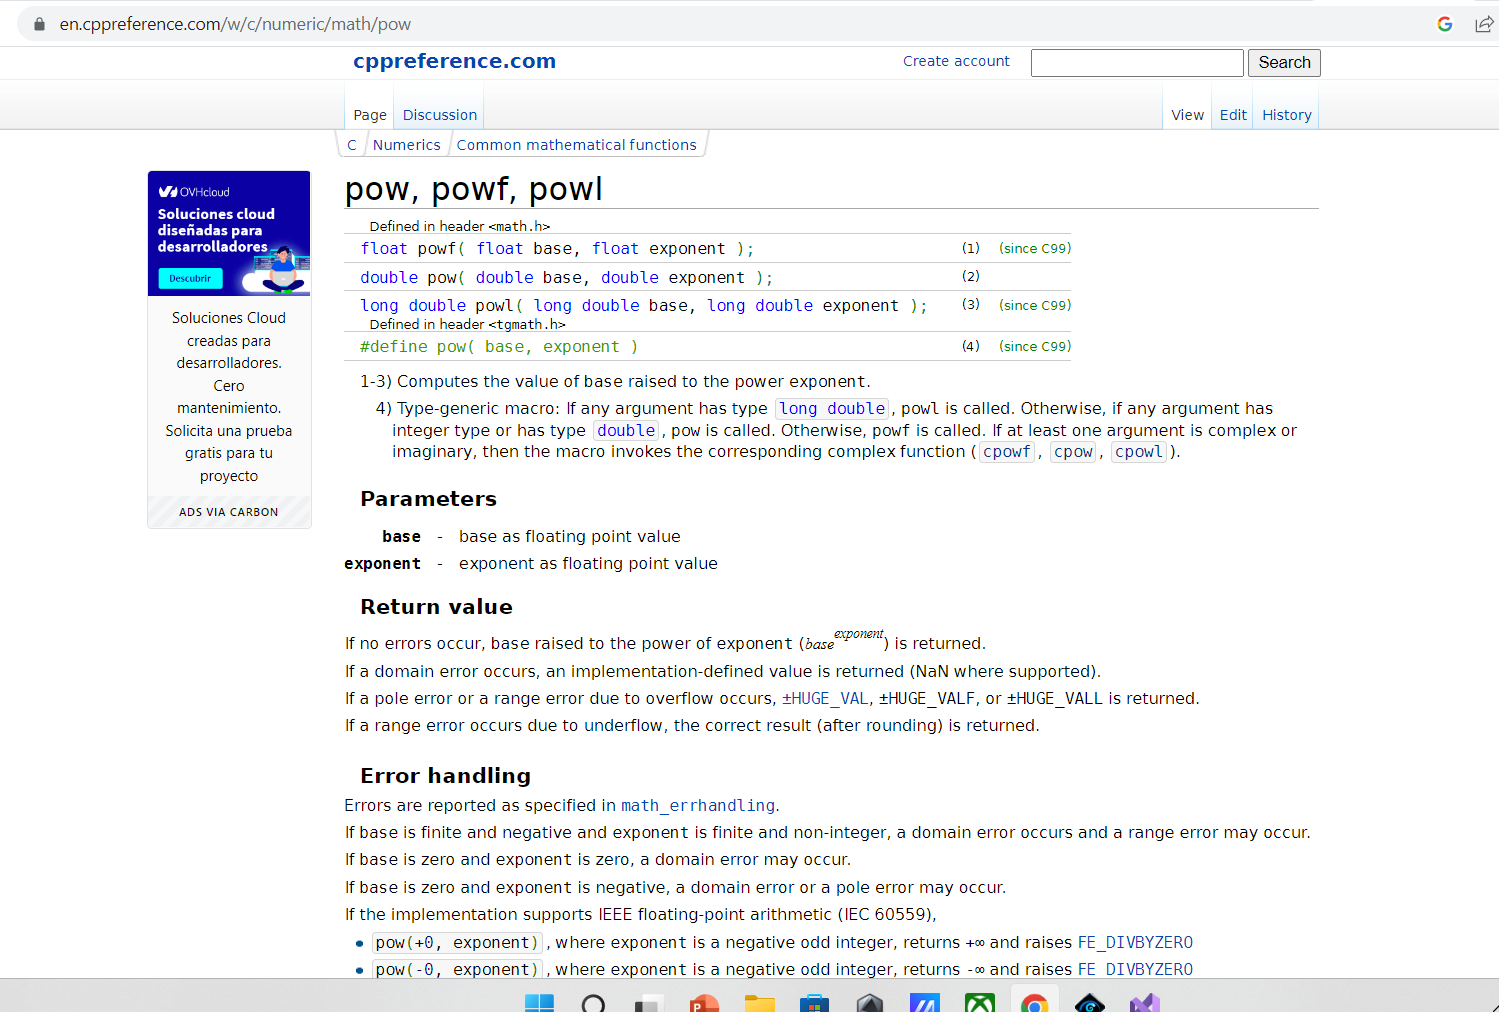 en.cppreference.com/w/c/numeric/math/pow
cppreference.com
Create account
Search
Page Discussion
View Edit History
C Numerics Common mathematical functions
OVHcloud
Soluciones cloud
diseñadas para
desarrolladores
Descubrir
Soluciones Cloud
creadas para
desarrolladores.
Cero
mantenimiento.
Solicita una prueba
gratis para tu
proyecto
ADS VIA CARBON
pow, powf, powl
Defined in header <math.h>
float powf( float base, float exponent ); (1) (since C99)
double pow( double base, double exponent ); (2)
long double powl( long double base, long double exponent ); (3) (since C99)
Defined in header <tgmath.h>
#define pow( base, exponent ) (4) (since C99)
1-3) Computes the value of base raised to the power exponent.
4) Type-generic macro: If any argument has type long double, powl is called. Otherwise, if any argument has
integer type or has type double, pow is called. Otherwise, powf is called. If at least one argument is complex or
imaginary, then the macro invokes the corresponding complex function (cpowf, cpow, cpowl).
Parameters
base - base as floating point value
exponent - exponent as floating point value
Return value
If no errors occur, base raised to the power of exponent (base^exponent) is returned.
If a domain error occurs, an implementation-defined value is returned (NaN where supported).
If a pole error or a range error due to overflow occurs, ±HUGE_VAL, ±HUGE_VALF, or ±HUGE_VALL is returned.
If a range error occurs due to underflow, the correct result (after rounding) is returned.
Error handling
Errors are reported as specified in math_errhandling.
If base is finite and negative and exponent is finite and non-integer, a domain error occurs and a range error may occur.
If base is zero and exponent is zero, a domain error may occur.
If base is zero and exponent is negative, a domain error or a pole error may occur.
If the implementation supports IEEE floating-point arithmetic (IEC 60559),
• pow(+0, exponent), where exponent is a negative odd integer, returns +∞ and raises FE_DIVBYZERO
• pow(-0, exponent), where exponent is a negative odd integer, returns -∞ and raises FE_DIVBYZERO